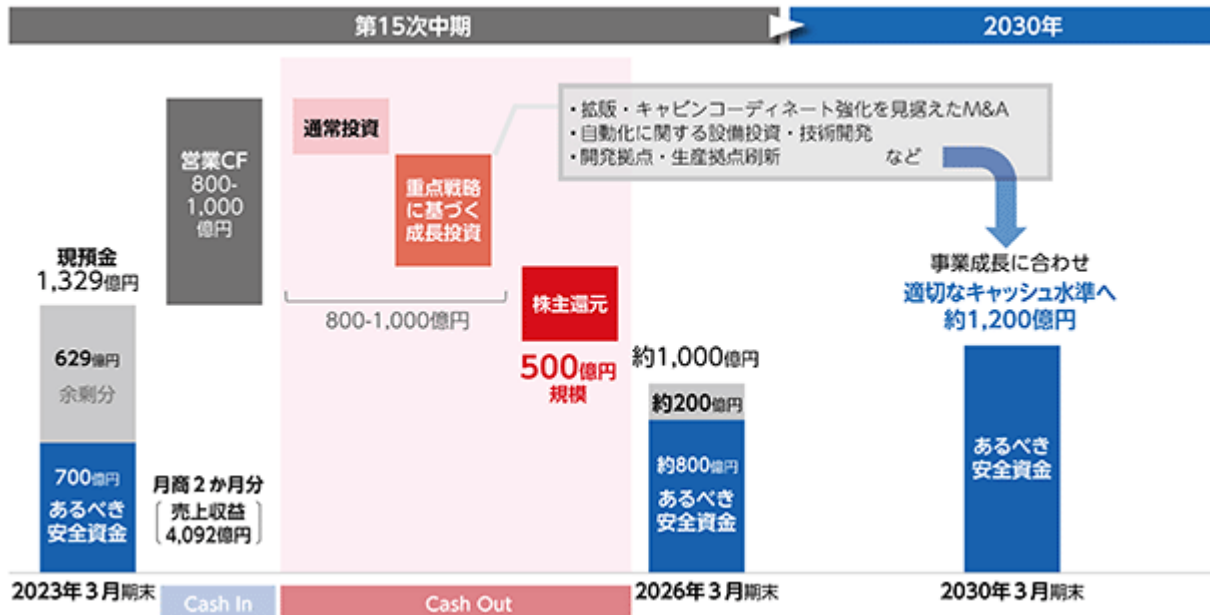 第15次中期
2030年
・拡販・キャビンコーディネート強化を見据えたM&A
・自動化に関する設備投資・技術開発
・開発拠点・生産拠点刷新 など
通常投資
営業CF
800-
1,000
億円
重点戦略
に基づく
成長投資
現預金
1,329億円
629億円
余剰分
700億円
あるべき
安全資金
月商2か月分
売上収益
4,092億円
800-1,000億円
株主還元
500億円
規模
約1,000億円
約200億円
約800億円
あるべき
安全資金
事業成長に合わせ
適切なキャッシュ水準へ
約1,200億円
あるべき
安全資金
2023年3月期末
Cash In
Cash Out
2026年3月期末
2030年3月期末